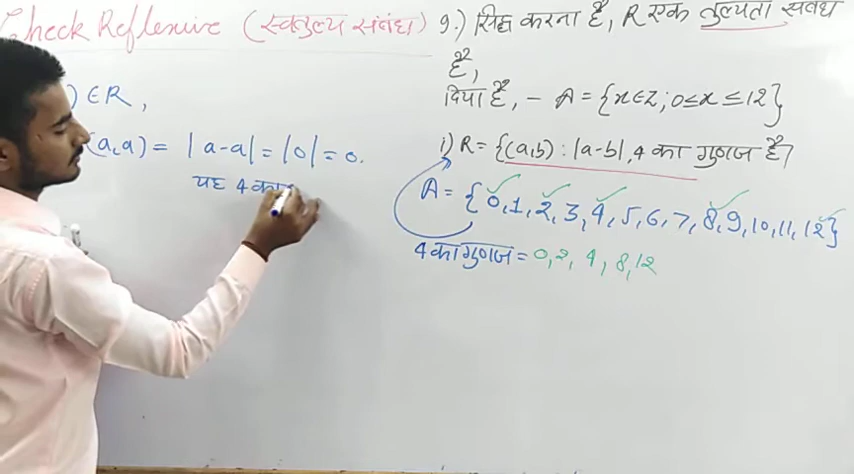 Check Reflexive (स्वतुल्य संबंध)
) ∈ R,
(a,a) = |a-a| = |0| = 0.
यह 4 का
9.) सिद्ध करना है, R एक तुल्यता संबंध
है,
दिया है, - A = {x∈Z; 0≤x≤12}
i) R = {(a,b) : |a-b|, 4 का गुणज है}
A = {0,1,2,3,4,5,6,7,8,9,10,11,12}
4 का गुणज = 0,2,4,8,12